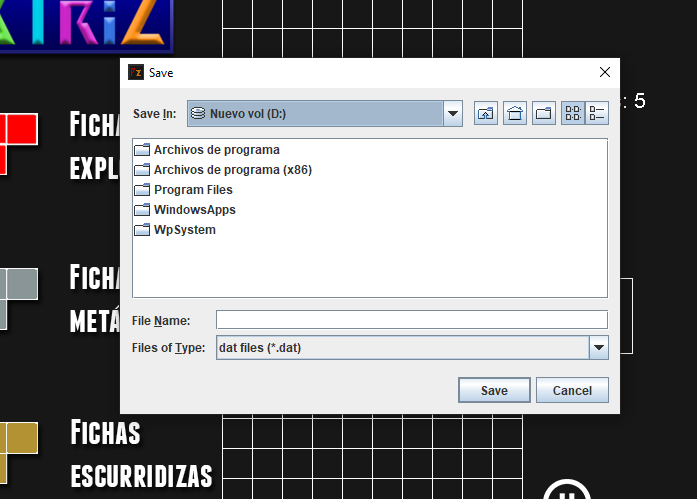 TRIZ
Save
Save In:
Nuevo vol (D:)
: 5
Archivos de programa
Archivos de programa (x86)
Program Files
WindowsApps
WpSystem
File Name:
Files of Type:
dat files (*.dat)
Save
Cancel
FICHA
EXPL
FICHA
METÁ
FICHAS
ESCURRIDIZAS